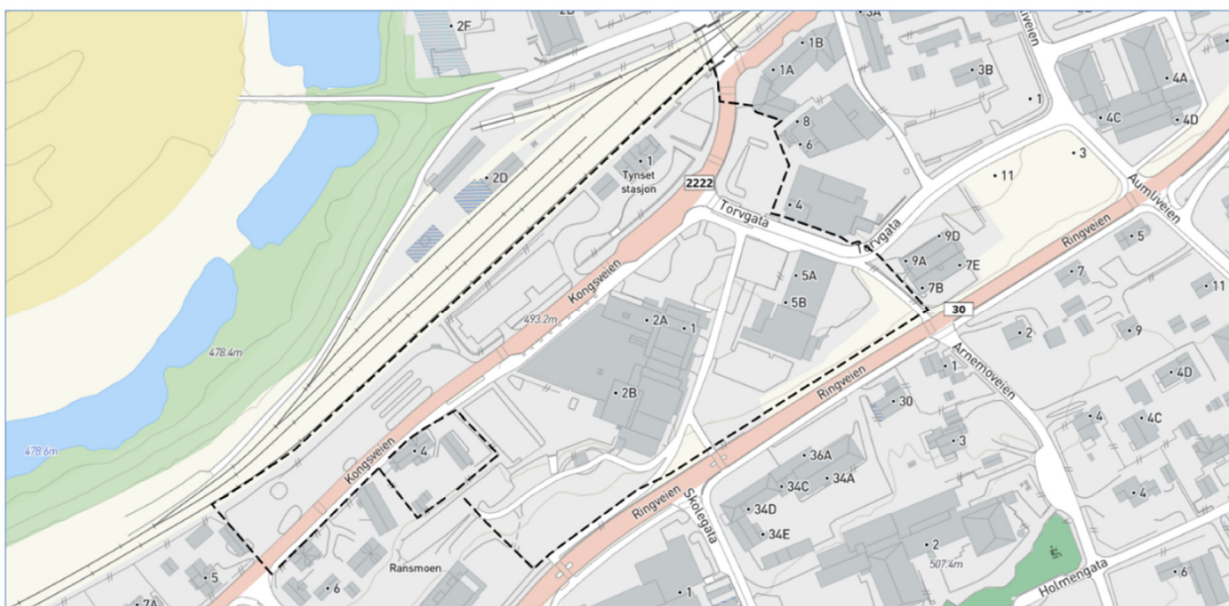 2E
2B
3A
1B
1A
3B
4A
1
4C
4D
8
6
3
1
Tynset
stasjon
2D
2222
11
Aumliveien
4
Torvgata
Torvgata
Ringveien
9D
5
9A
7E
5A
7
Kongsveien
7B
11
5B
30
493.2m
2A
1
2
9
478.4m
Arnemoveien
1
4D
Ringveien
2B
30
4
4C
478.6m
Kongsveien
4
3
36A
34A
34C
4
Ringveien
Skolegata
34D
34E
2
507.4m
Ransmoen
5
6
6
7A
1
Holmengata